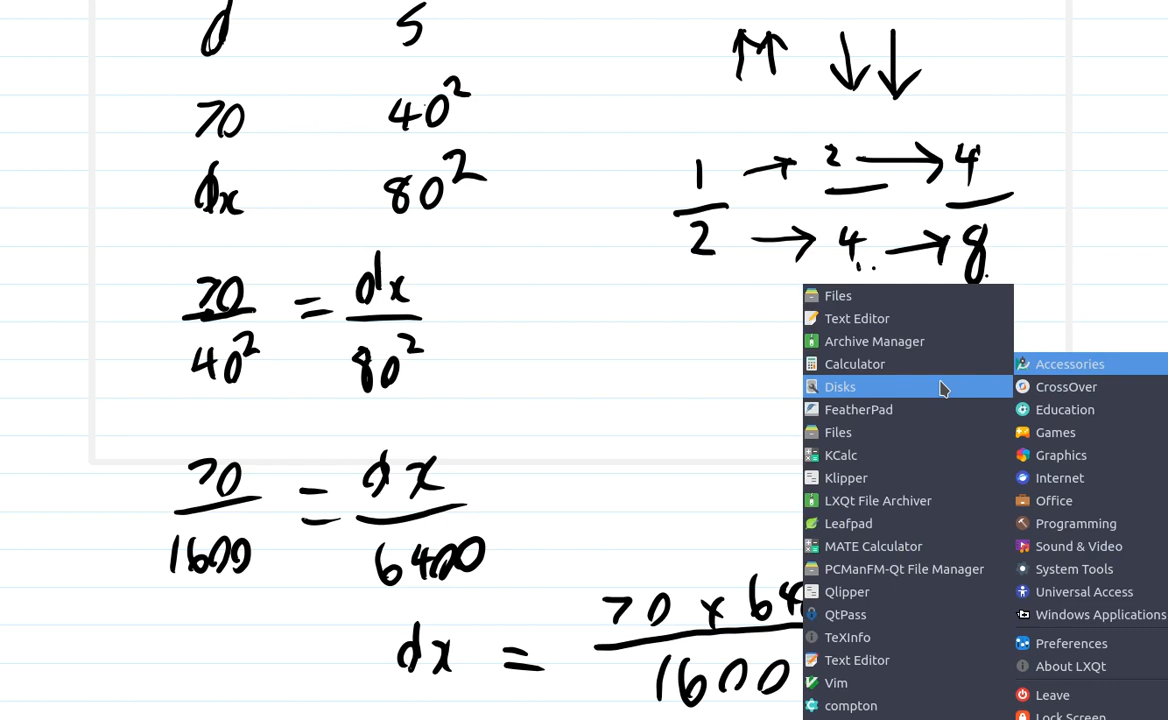 d s
70 40²
dx 80²
70/40² = dx/80²
70/1600 = dx/6400
dx = 70 x 64
1600
↑↑ ↓↓
1/2 → 2/4 → 4/8
Files
Text Editor
Archive Manager
Calculator
Disks
FeatherPad
Files
KCalc
Klipper
LXQt File Archiver
Leafpad
MATE Calculator
PCManFM-Qt File Manager
Qlipper
QtPass
TeXInfo
Text Editor
Vim
compton
Accessories
CrossOver
Education
Games
Graphics
Internet
Office
Programming
Sound & Video
System Tools
Universal Access
Windows Applications
Preferences
About LXQt
Leave
Lock Screen